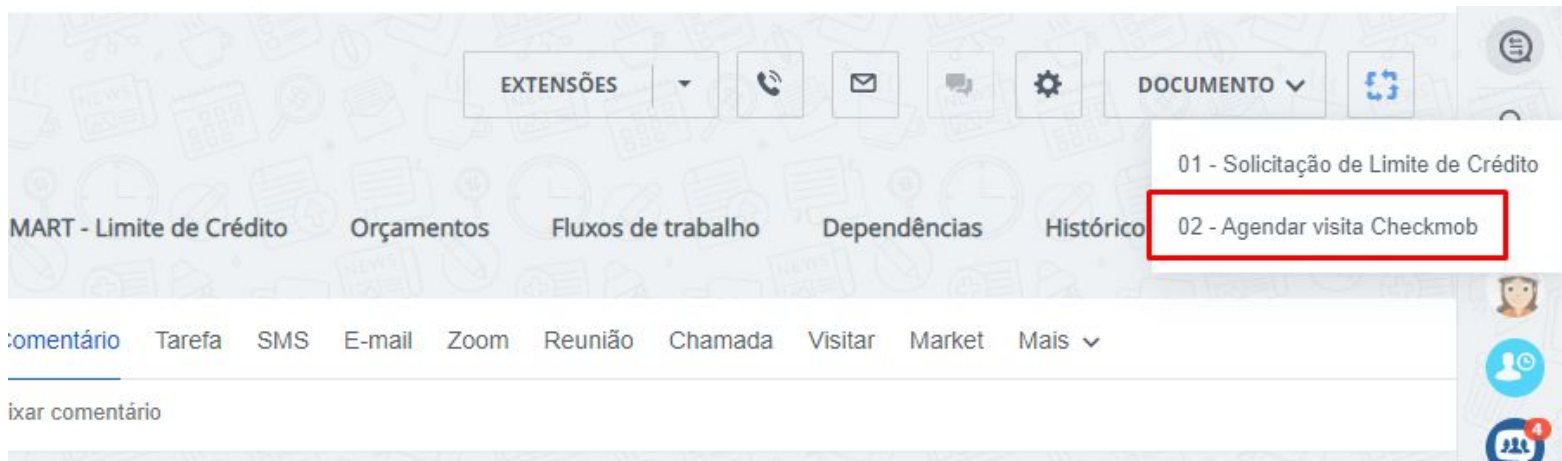 EXTENSÕES
DOCUMENTO
01 - Solicitação de Limite de Crédito
MART - Limite de Crédito Orçamentos Fluxos de trabalho Dependências Histórico
02 - Agendar visita Checkmob
omentário Tarefa SMS E-mail Zoom Reunião Chamada Visitar Market Mais
ixar comentário
4